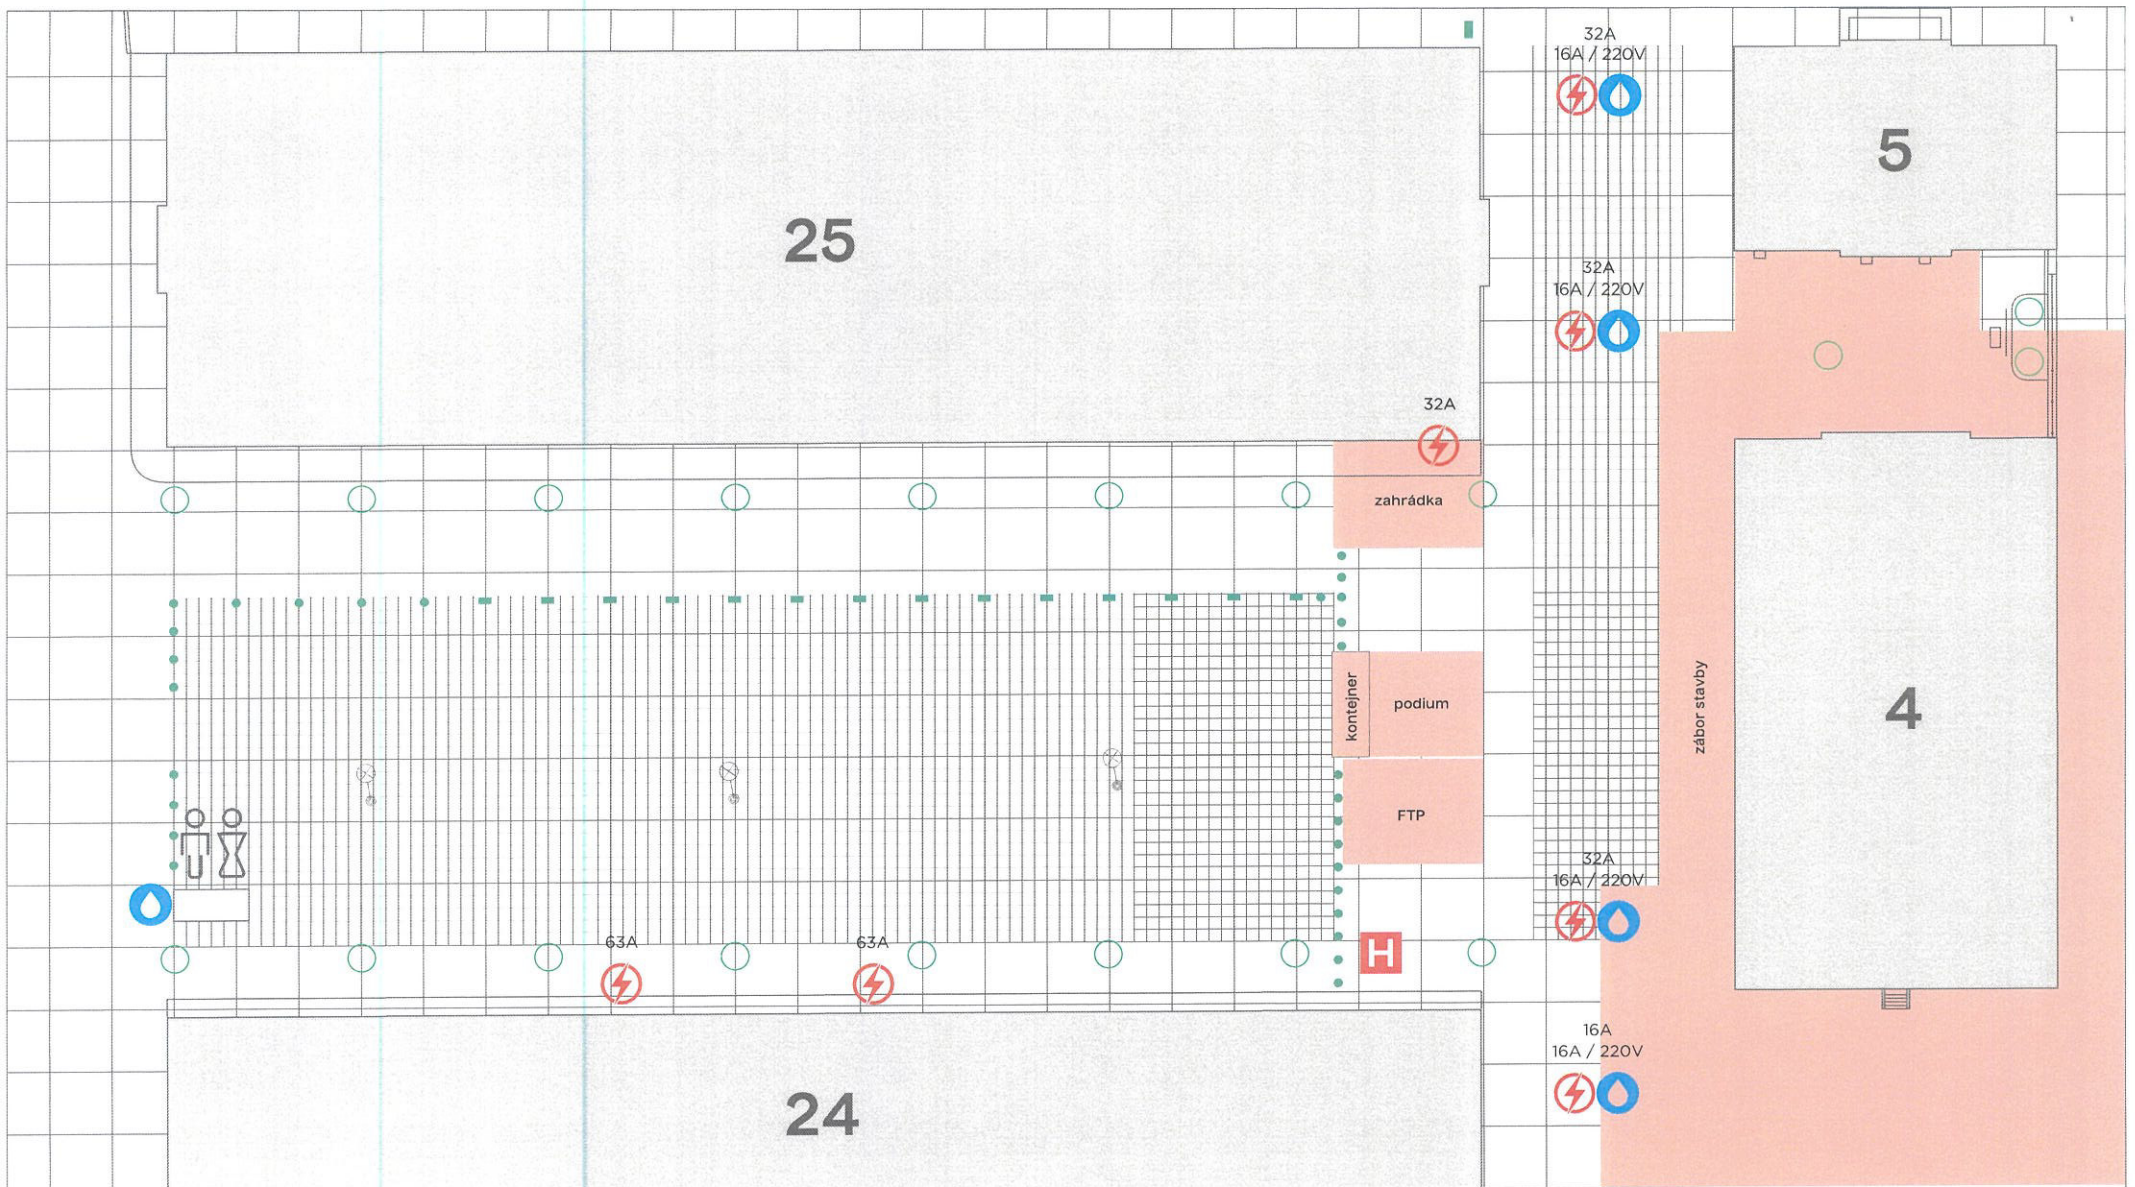 32A
16A / 220V
5
25
32A
16A / 220V
32A
zahrádka
kontejner
podium
zábor stavby
4
FTP
32A
16A / 220V
63A
63A
H
16A
16A / 220V
24